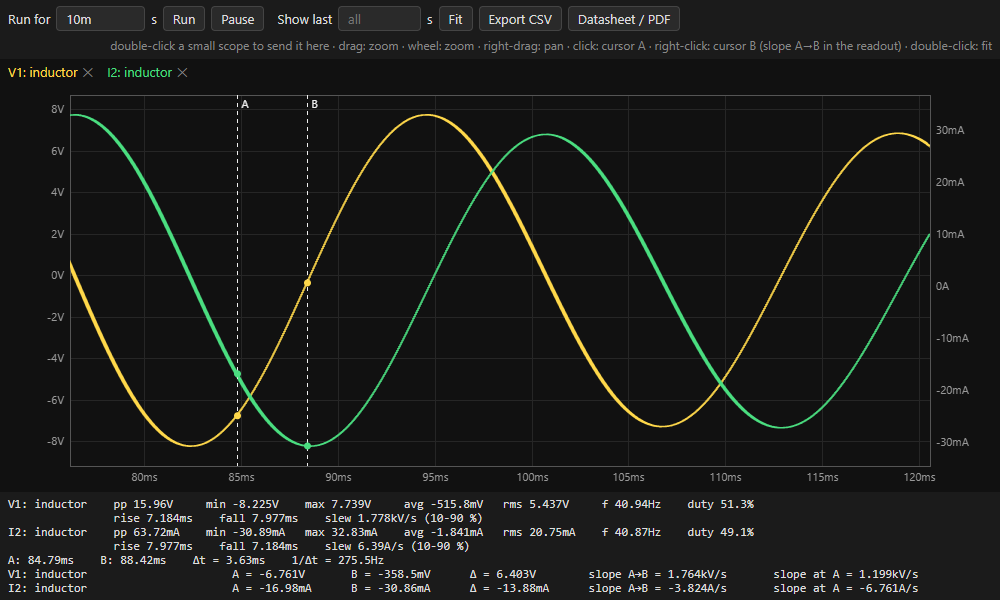 Run for 10m s Run Pause Show last all s Fit Export CSV Datasheet / PDF
double-click a small scope to send it here · drag: zoom · wheel: zoom · right-drag: pan · click: cursor A · right-click: cursor B (slope A→B in the readout) · double-click: fit
V1: inductor × I2: inductor ×
A B
8V
30mA
6V
20mA
4V
2V 10mA
0V 0A
-2V
-10mA
-4V
-20mA
-6V
-8V -30mA
80ms 85ms 90ms 95ms 100ms 105ms 110ms 115ms 120ms
V1: inductor pp 15.96V min -8.225V max 7.739V avg -515.8mV rms 5.437V f 40.94Hz duty 51.3%
rise 7.184ms fall 7.977ms slew 1.778kV/s (10-90 %)
I2: inductor pp 63.72mA min -30.89mA max 32.83mA avg -1.841mA rms 20.75mA f 40.87Hz duty 49.1%
rise 7.977ms fall 7.184ms slew 6.39A/s (10-90 %)
A: 84.79ms B: 88.42ms Δt = 3.63ms 1/Δt = 275.5Hz
V1: inductor A = -6.761V B = -358.5mV Δ = 6.403V slope A→B = 1.764kV/s slope at A = 1.199kV/s
I2: inductor A = -16.98mA B = -30.86mA Δ = -13.88mA slope A→B = -3.824A/s slope at A = -6.761A/s